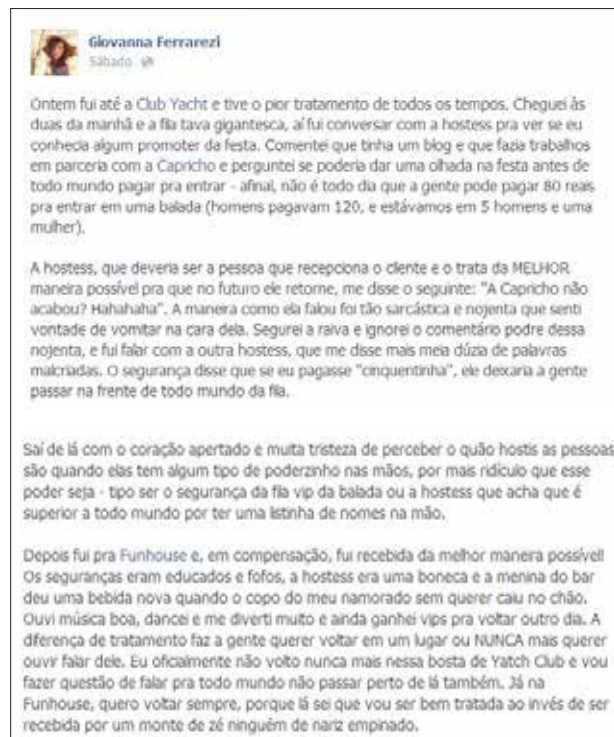 Giovanna Ferrarezi
Sábado
Ontem fui até a Club Yacht e tive o pior tratamento de todos os tempos. Cheguei às
duas da manhã e a fila tava gigantesca, aí fui conversar com a hostess pra ver se eu
conhecia algum promoter da festa. Comentei que tinha um blog e que fazia trabalhos
em parceria com a Capricho e perguntei se poderia dar uma olhada na festa antes de
todo mundo pagar pra entrar - afinal, não é todo dia que a gente pode pagar 80 reais
pra entrar em uma balada (homens pagavam 120, e estávamos em 5 homens e uma
mulher).
A hostess, que deveria ser a pessoa que recepciona o cliente e o trata da MELHOR
maneira possível pra que no futuro ele retorne, me disse o seguinte: "A Capricho não
acabou? Hahahaha". A maneira como ela falou foi tão sarcástica e nojenta que senti
vontade de vomitar na cara dela. Segurei a raiva e ignorei o comentário podre dessa
nojenta, e fui falar com a outra hostess, que me disse mais meia dúzia de palavras
malcriadas. O segurança disse que se eu pagasse "cinquentinha", ele deixaria a gente
passar na frente de todo mundo da fila.
Saí de lá com o coração apertado e muita tristeza de perceber o quão hostis as pessoas
são quando elas tem algum tipo de poderzinho nas mãos, por mais ridículo que esse
poder seja - tipo ser o segurança da fila vip da balada ou a hostess que acha que é
superior a todo mundo por ter uma listinha de nomes na mão.
Depois fui pra Funhouse e, em compensação, fui recebida da melhor maneira possível!
Os seguranças eram educados e fofos, a hostess era uma boneca e a menina do bar
deu uma bebida nova quando o copo do meu namorado sem querer caiu no chão.
Ouvi música boa, dancei e me diverti muito e ainda ganhei vips pra voltar outro dia. A
diferença de tratamento faz a gente querer voltar em um lugar ou NUNCA mais querer
ouvir falar dele. Eu oficialmente não volto nunca mais nessa bosta de Yatch Club e vou
fazer questão de falar pra todo mundo não passar perto de lá também. Já na
Funhouse, quero voltar sempre, porque lá sei que vou ser bem tratada ao invés de ser
recebida por um monte de zé ninguém de nariz empinado.